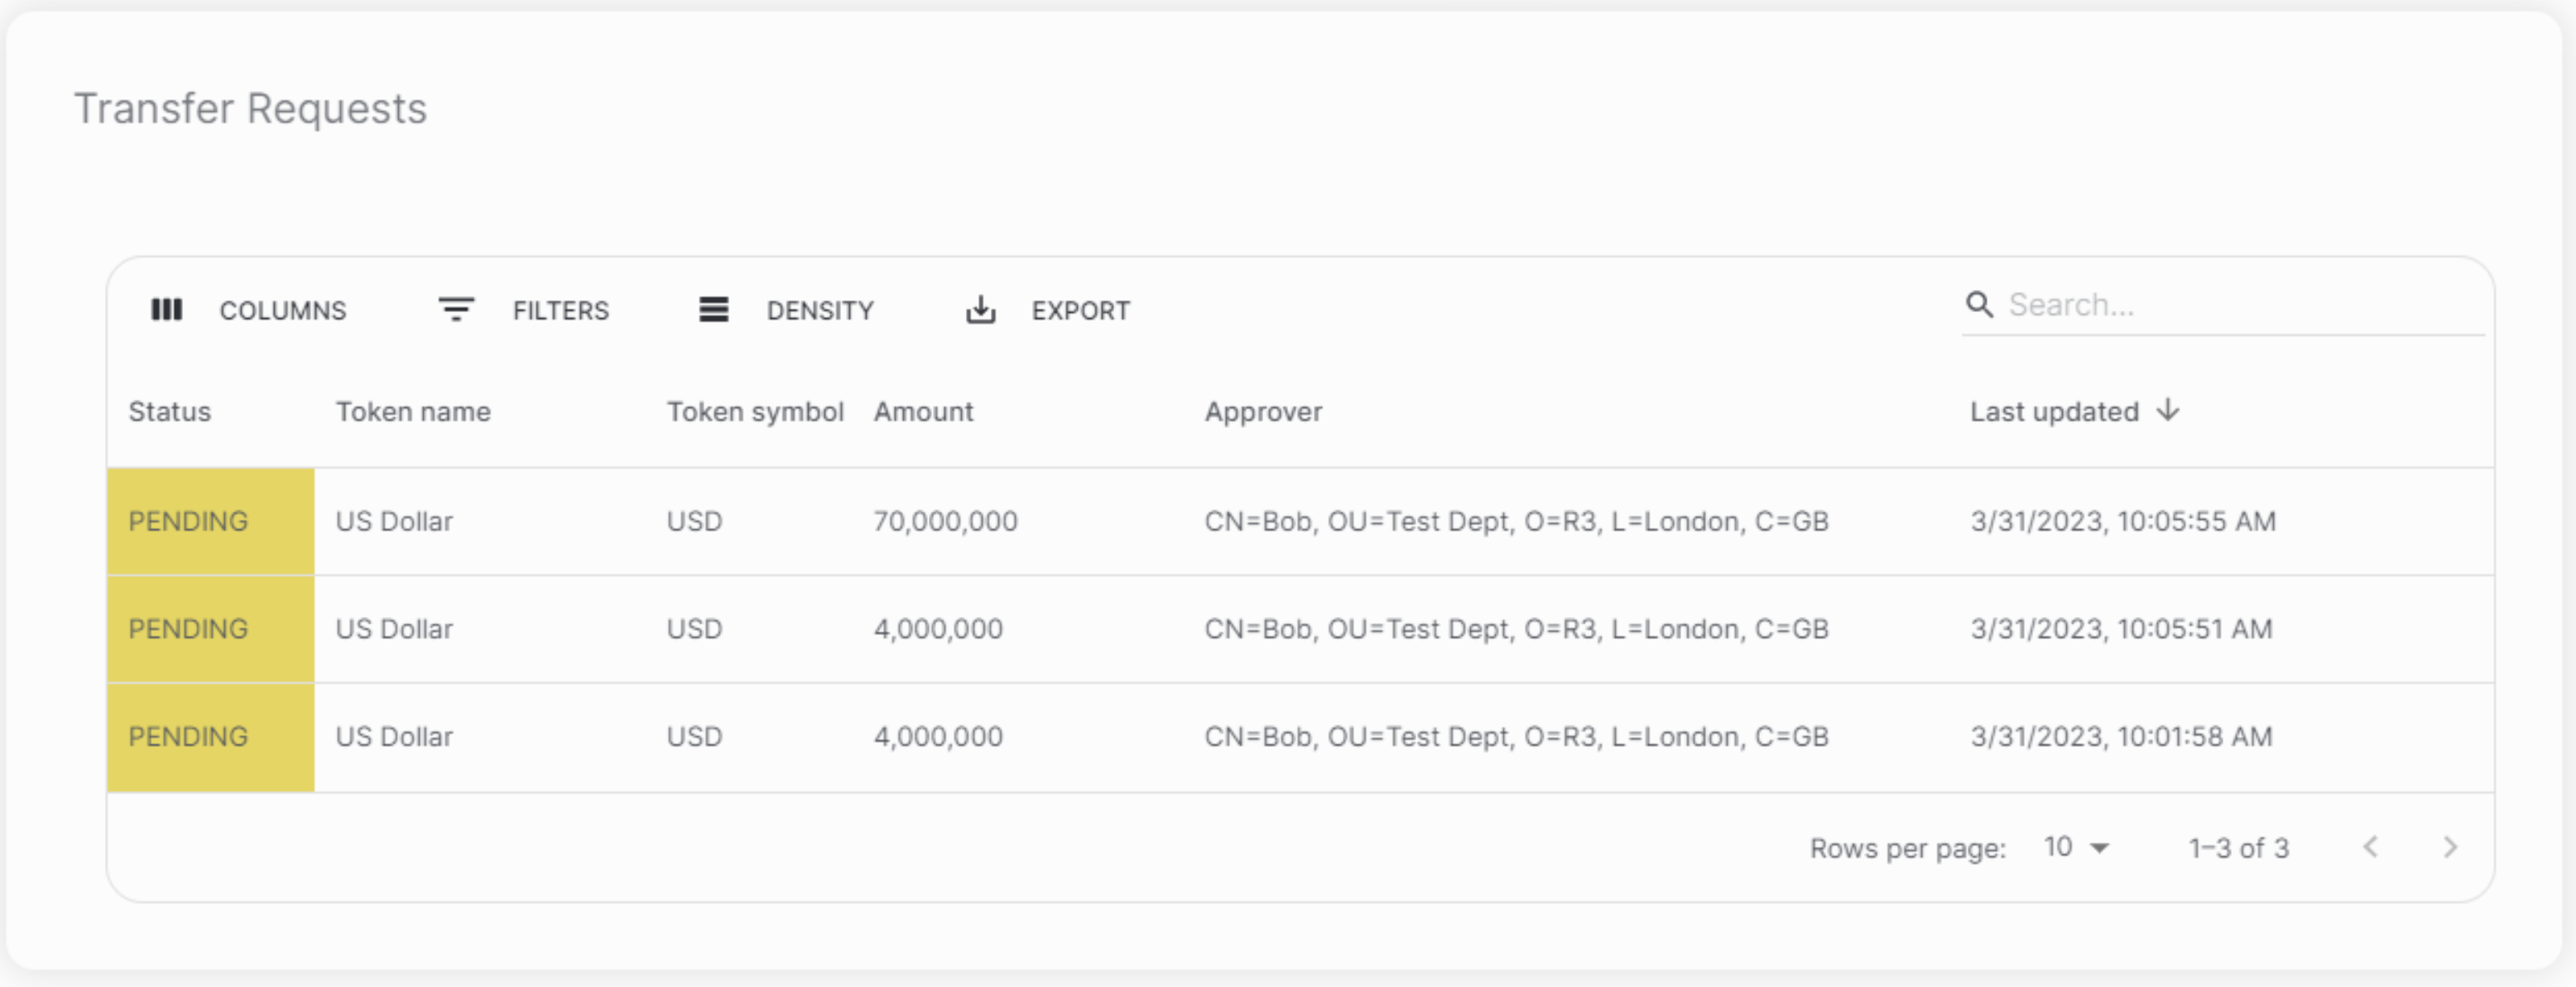 Transfer Requests
COLUMNS FILTERS DENSITY EXPORT Search...
Status Token name Token symbol Amount Approver Last updated
PENDING US Dollar USD 70,000,000 CN=Bob, OU=Test Dept, O=R3, L=London, C=GB 3/31/2023, 10:05:55 AM
PENDING US Dollar USD 4,000,000 CN=Bob, OU=Test Dept, O=R3, L=London, C=GB 3/31/2023, 10:05:51 AM
PENDING US Dollar USD 4,000,000 CN=Bob, OU=Test Dept, O=R3, L=London, C=GB 3/31/2023, 10:01:58 AM
Rows per page: 10 1–3 of 3